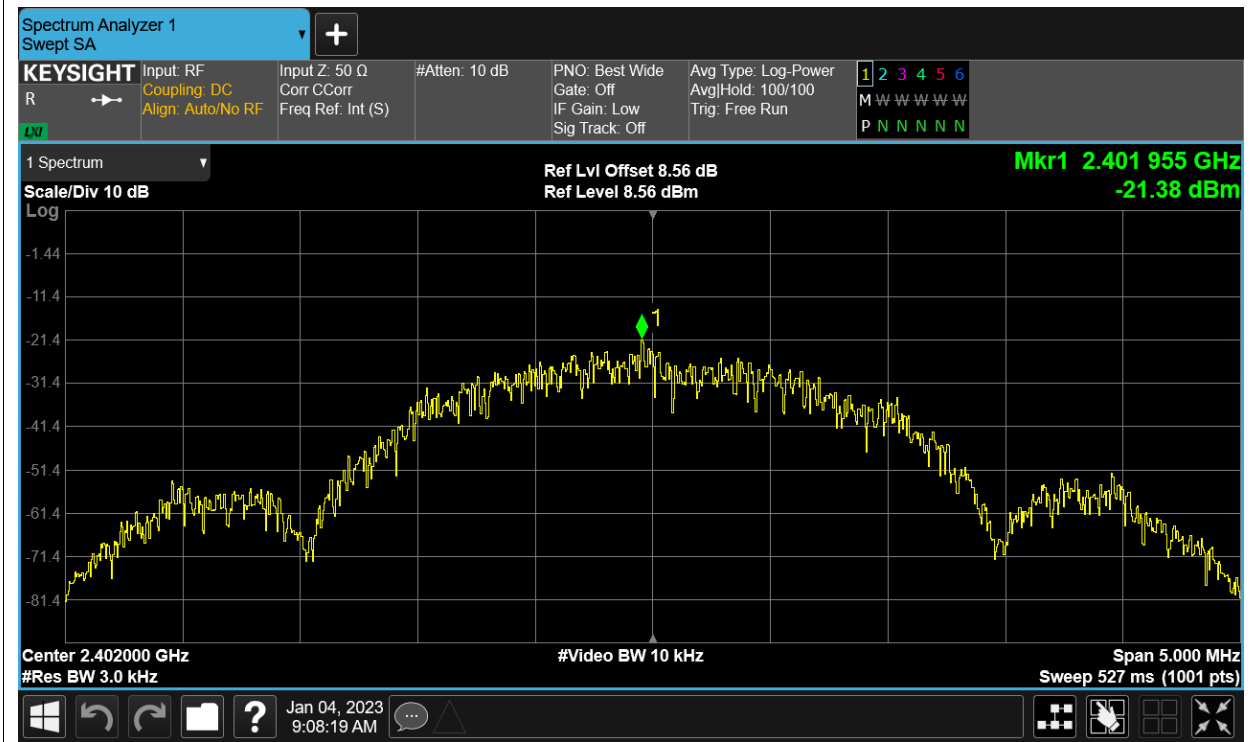 Spectrum Analyzer 1
Swept SA
+
KEYSIGHT
R
LXI
Input: RF
Coupling: DC
Align: Auto/No RF
Input Z: 50 Ω
Corr CCorr
Freq Ref: Int (S)
#Atten: 10 dB
PNO: Best Wide
Gate: Off
IF Gain: Low
Sig Track: Off
Avg Type: Log-Power
Avg|Hold: 100/100
Trig: Free Run
1 2 3 4 5 6
M W W W W W
P N N N N N
1 Spectrum
Scale/Div 10 dB
Log
Ref Lvl Offset 8.56 dB
Ref Level 8.56 dBm
Mkr1 2.401 955 GHz
-21.38 dBm
-1.44
-11.4
1
-21.4
-31.4
-41.4
-51.4
-61.4
-71.4
-81.4
Center 2.402000 GHz
#Res BW 3.0 kHz
#Video BW 10 kHz
Span 5.000 MHz
Sweep 527 ms (1001 pts)
?
Jan 04, 2023
9:08:19 AM